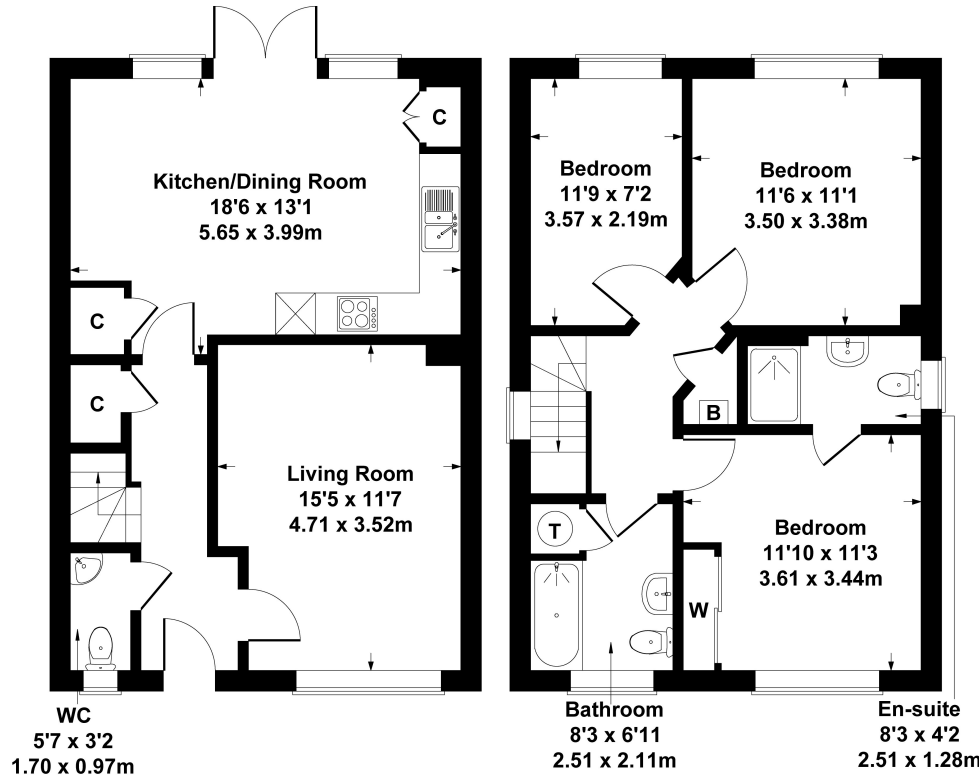 Kitchen/Dining Room
18'6 x 13'1
5.65 x 3.99m
C
C
C
Living Room
15'5 x 11'7
4.71 x 3.52m
WC
5'7 x 3'2
1.70 x 0.97m
Bedroom
11'9 x 7'2
3.57 x 2.19m
Bedroom
11'6 x 11'1
3.50 x 3.38m
B
T
W
Bedroom
11'10 x 11'3
3.61 x 3.44m
Bathroom
8'3 x 6'11
2.51 x 2.11m
En-suite
8'3 x 4'2
2.51 x 1.28m